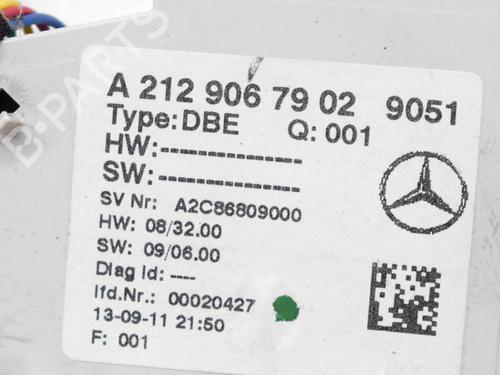 A 212 906 79 02 9051
Type: DBE Q: 001
HW:---------------
SW:---------------
SV Nr: A2C86809000
HW: 08/32.00
SW: 09/06.00
Diag Id: ----
lfd.Nr.: 00020427
13-09-11 21:50
F: 001
B-PARTS